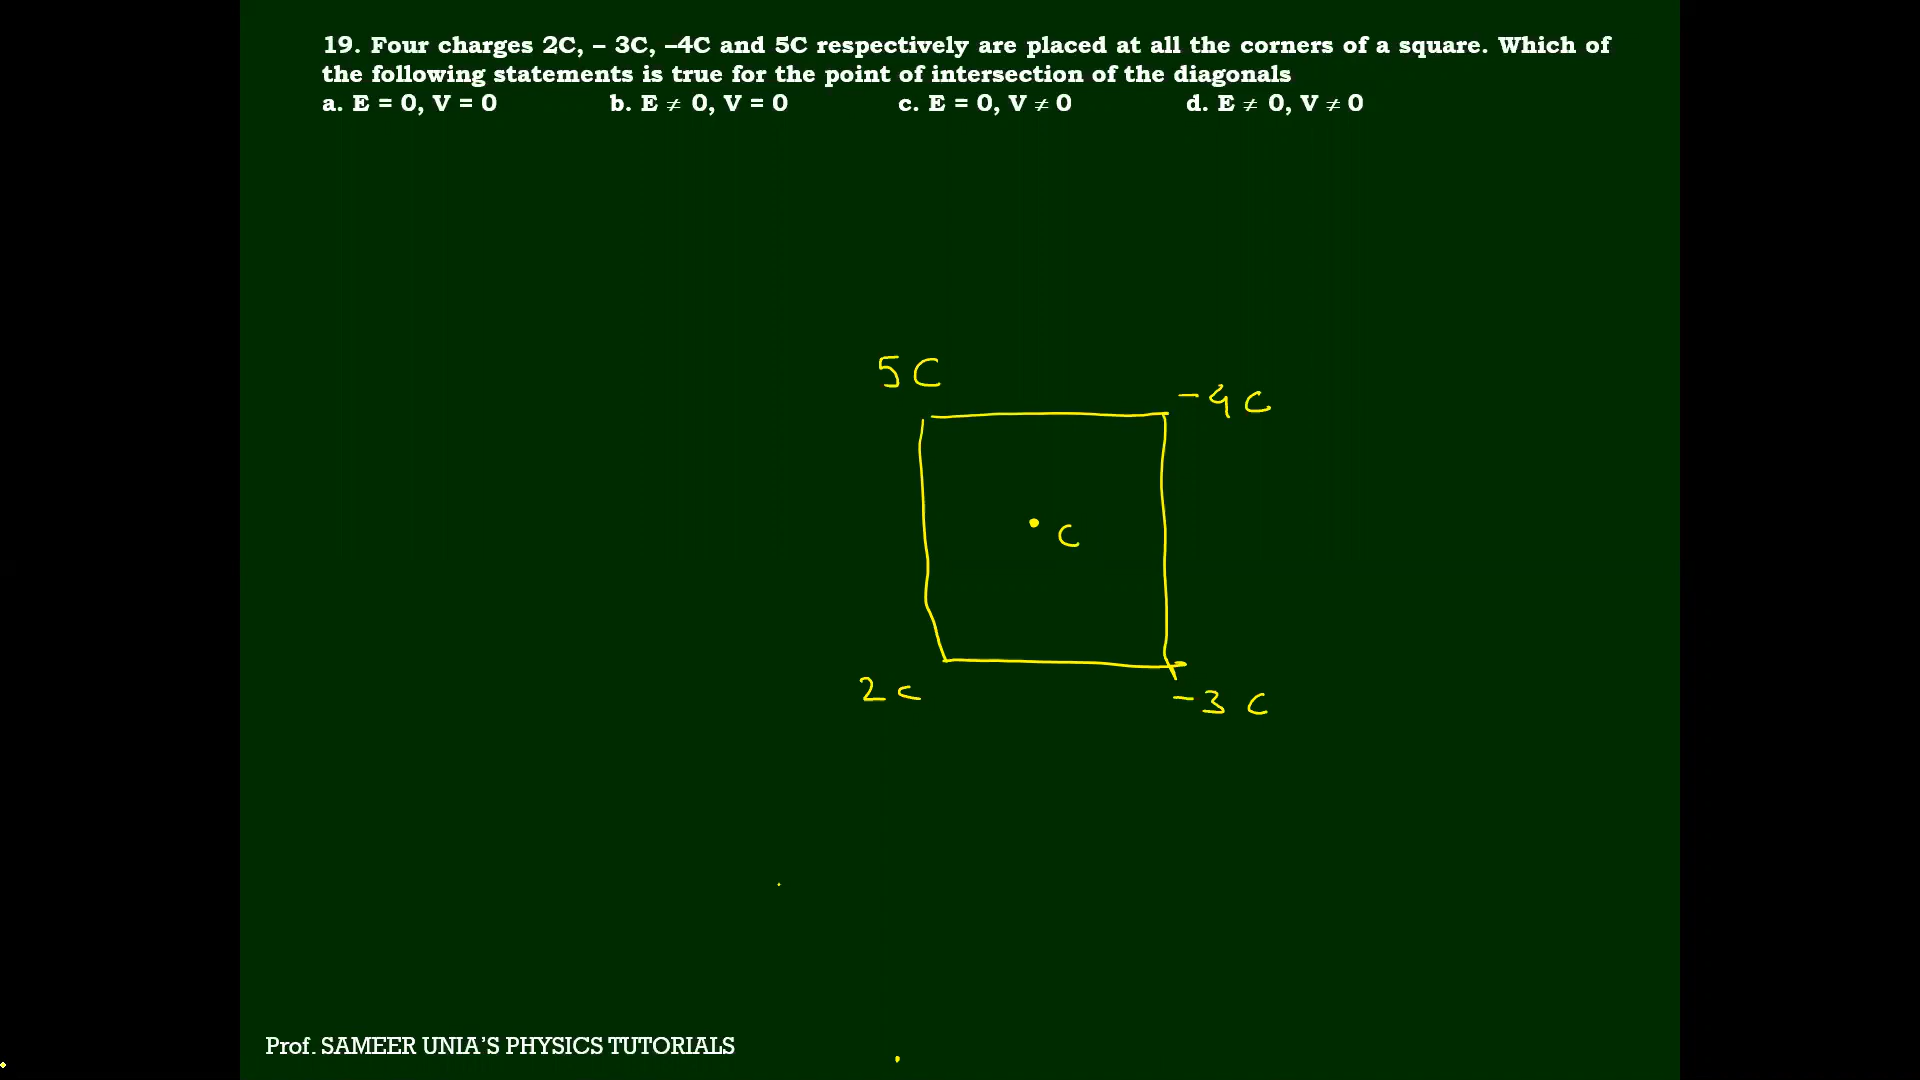 19. Four charges 2C, – 3C, –4C and 5C respectively are placed at all the corners of a square. Which of
the following statements is true for the point of intersection of the diagonals
a. E = 0, V = 0 b. E ≠ 0, V = 0 c. E = 0, V ≠ 0 d. E ≠ 0, V ≠ 0
5C
-4C
C
2C
-3C
Prof. SAMEER UNIA’S PHYSICS TUTORIALS